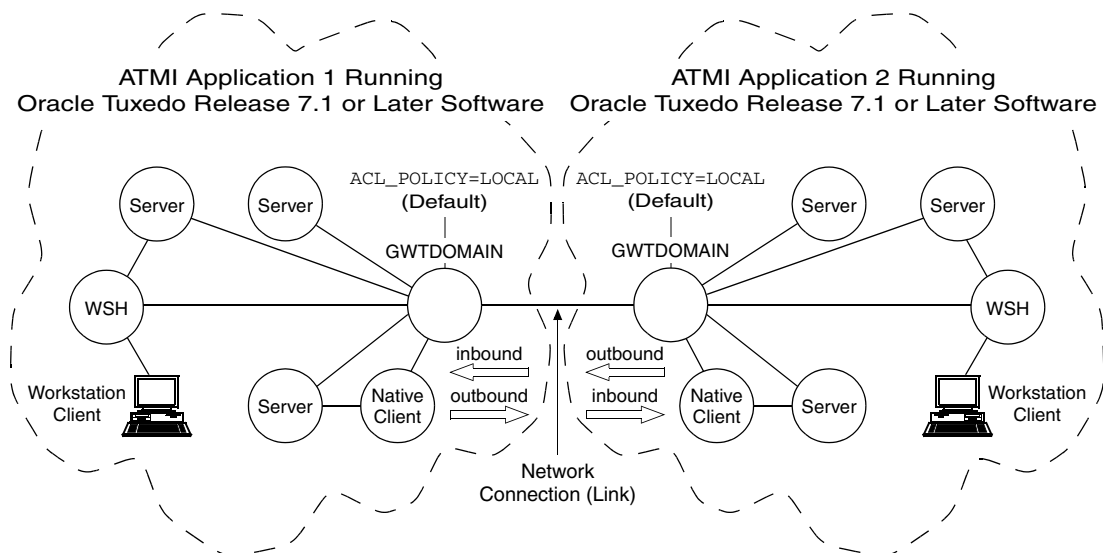 ATMI Application 1 Running
Oracle Tuxedo Release 7.1 or Later Software
ATMI Application 2 Running
Oracle Tuxedo Release 7.1 or Later Software
ACL_POLICY=LOCAL
(Default)
ACL_POLICY=LOCAL
(Default)
Server
Server
Server
Server
GWTDOMAIN
GWTDOMAIN
WSH
WSH
inbound
outbound
outbound
inbound
Workstation
Client
Server
Native
Client
Native
Client
Server
Workstation
Client
Network
Connection (Link)